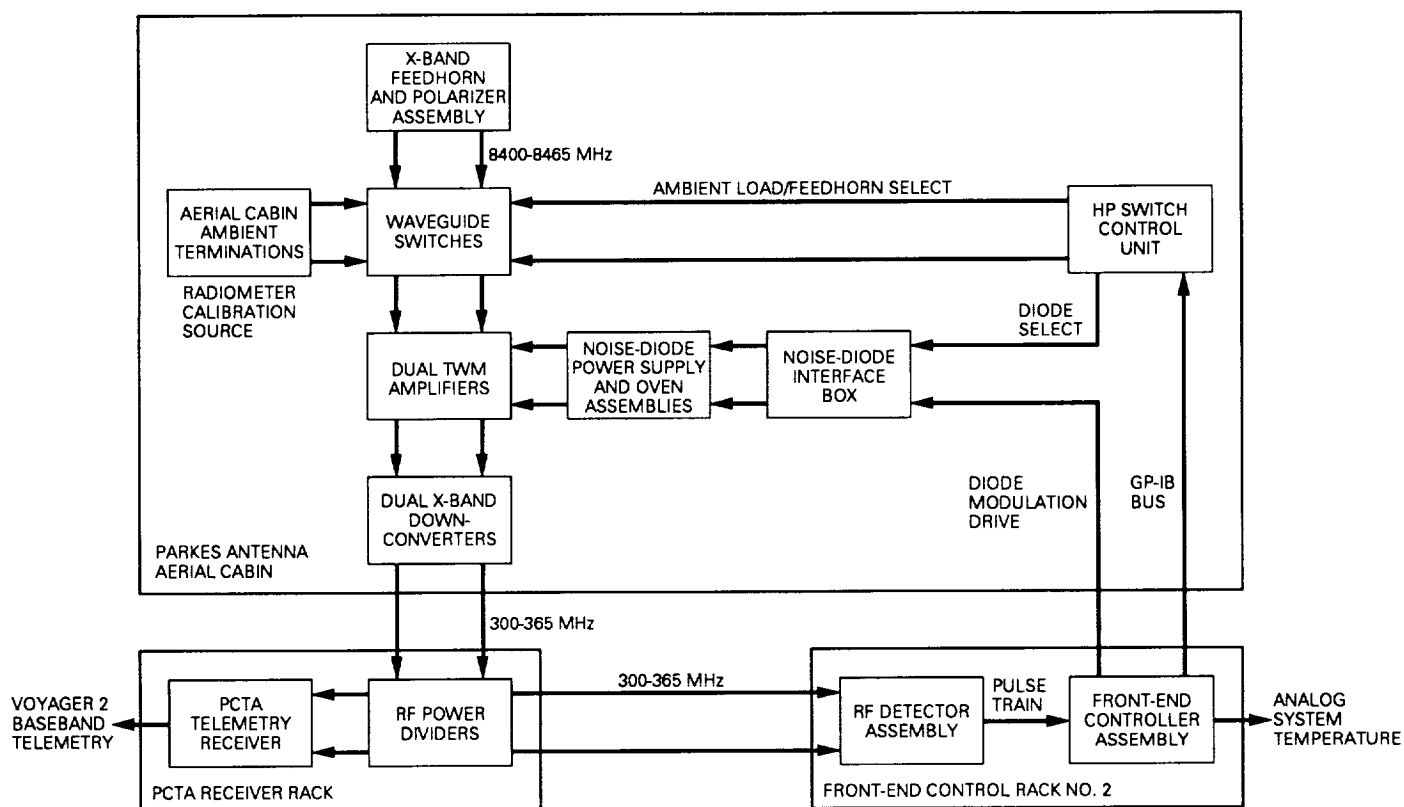 X-BAND
FEEDHORN
AND POLARIZER
ASSEMBLY
8400-8465 MHz
AERIAL CABIN
AMBIENT
TERMINATIONS
RADIOMETER
CALIBRATION
SOURCE
WAVEGUIDE
SWITCHES
AMBIENT LOAD/FEEDHORN SELECT
HP SWITCH
CONTROL
UNIT
DIODE
SELECT
DUAL TWM
AMPLIFIERS
NOISE-DIODE
POWER SUPPLY
AND OVEN
ASSEMBLIES
NOISE-DIODE
INTERFACE
BOX
DUAL X-BAND
DOWN-
CONVERTERS
DIODE
MODULATION
DRIVE
GP-IB
BUS
PARKES ANTENNA
AERIAL CABIN
300-365 MHz
VOYAGER 2
BASEBAND
TELEMETRY
PCTA
TELEMETRY
RECEIVER
RF POWER
DIVIDERS
300-365 MHz
RF DETECTOR
ASSEMBLY
PULSE
TRAIN
FRONT-END
CONTROLLER
ASSEMBLY
ANALOG
SYSTEM
TEMPERATURE
PCTA RECEIVER RACK
FRONT-END CONTROL RACK NO. 2